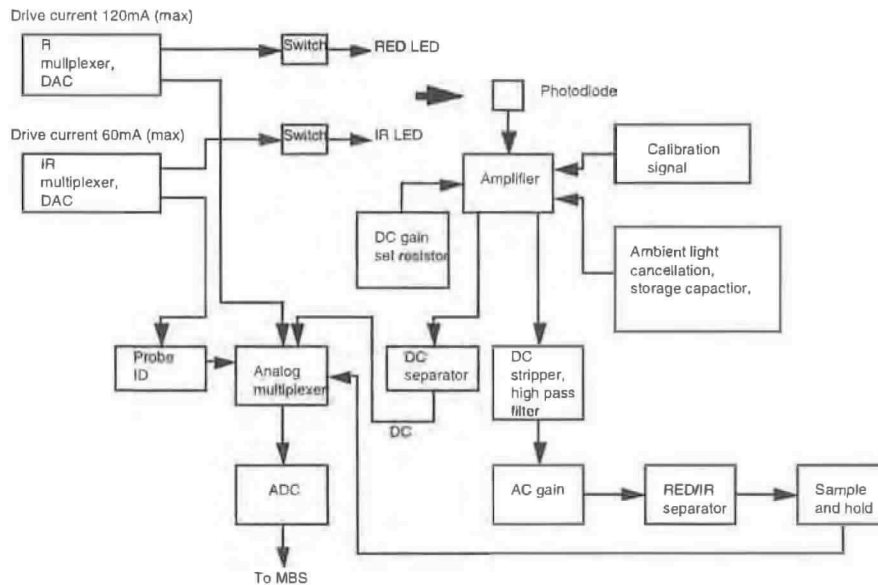 Drive current 120mA (max)
R
mulplexer,
DAC
Switch
RED LED
Photodiode
Drive current 60mA (max)
IR
multiplexer,
DAC
Switch
IR LED
Amplifier
Calibration
signal
DC gain
set resistor
Ambient light
cancellation,
storage capactior,
Probe
ID
Analog
multiplexer
DC
separator
DC
stripper,
high pass
filter
DC
ADC
AC gain
RED/IR
separator
Sample
and hold
To MBS